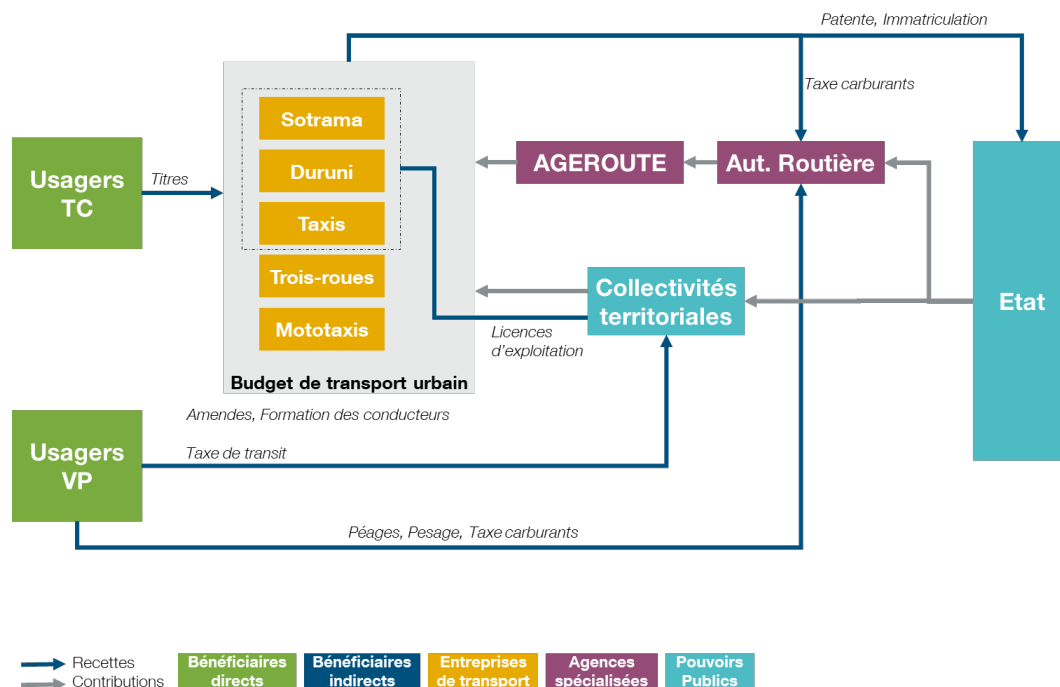 Patente, Immatriculation
Taxe carburants
Sotrama
Duruni
Taxis
Trois-roues
Mototaxis
Budget de transport urbain
Usagers
TC
Titres
AGEROUTE
Aut. Routière
Collectivités
territoriales
Etat
Licences
d'exploitation
Amendes, Formation des conducteurs
Taxe de transit
Usagers
VP
Péages, Pesage, Taxe carburants
Recettes
Contributions
Bénéficiaires
directs
Bénéficiaires
indirects
Entreprises
de transport
Agences
spécialisées
Pouvoirs
Publics